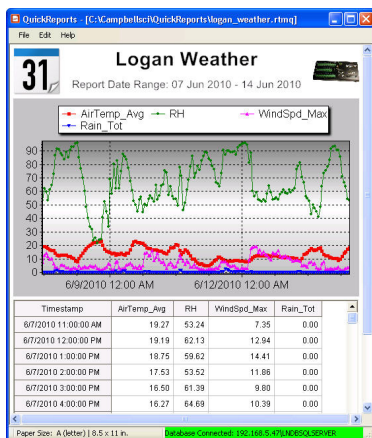 QuickReports - [C:\Campbellsci\QuickReports\logan_weather.rtmq]
File Edit Help
31
Logan Weather
Report Date Range: 07 Jun 2010 - 14 Jun 2010
AirTemp_Avg RH WindSpd_Max
Rain_Tot
90
80
70
60
50
40
30
20
10
0
6/9/2010 12:00 AM 6/12/2010 12:00 AM
Timestamp AirTemp_Avg RH WindSpd_Max Rain_Tot
6/7/2010 11:00:00 AM 19.27 53.24 7.35 0.00
6/7/2010 12:00:00 PM 19.19 62.13 12.94 0.00
6/7/2010 1:00:00 PM 18.75 59.62 14.41 0.00
6/7/2010 2:00:00 PM 17.53 53.52 11.86 0.00
6/7/2010 3:00:00 PM 16.50 61.39 9.80 0.00
6/7/2010 4:00:00 PM 16.27 64.69 10.39 0.00
Paper Size: A (letter) | 8.5 x 11 in. Database Connected: 192.168.5.47\LNDBSQLSERVER